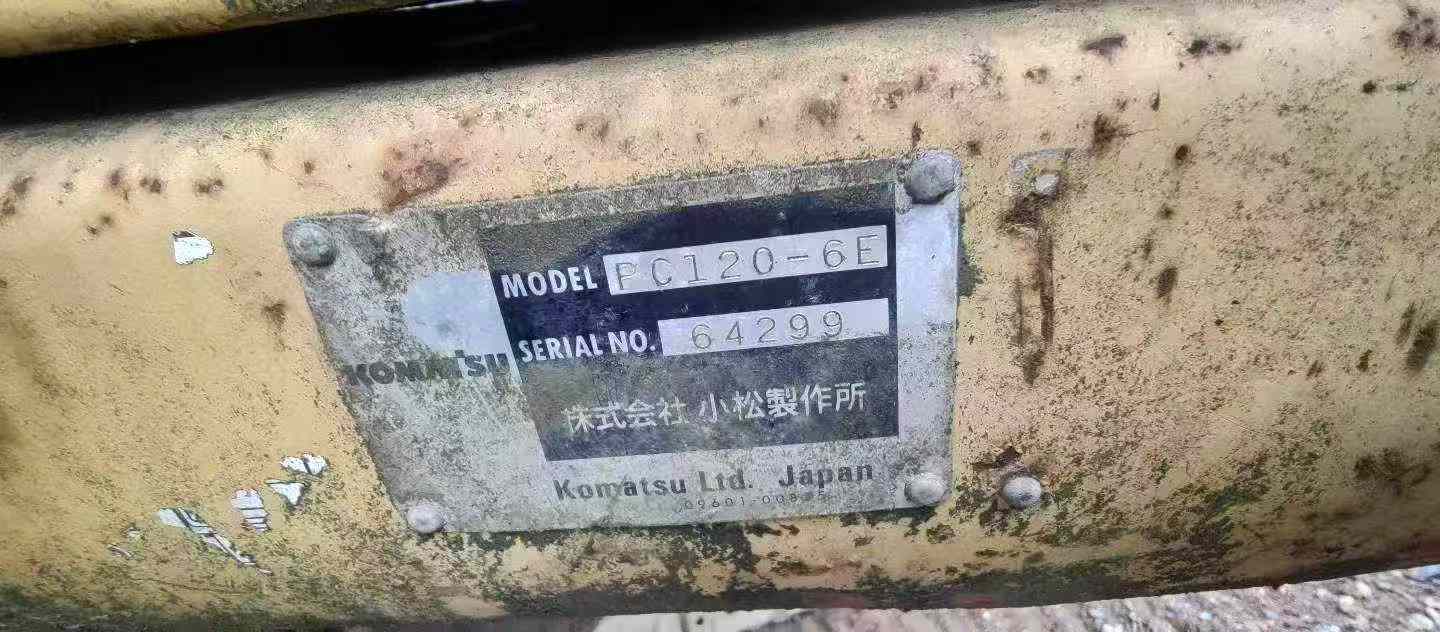 MODEL PC120-6E
SERIAL NO. 64299
KOMATSU
株式会社 小松製作所
Komatsu Ltd. Japan